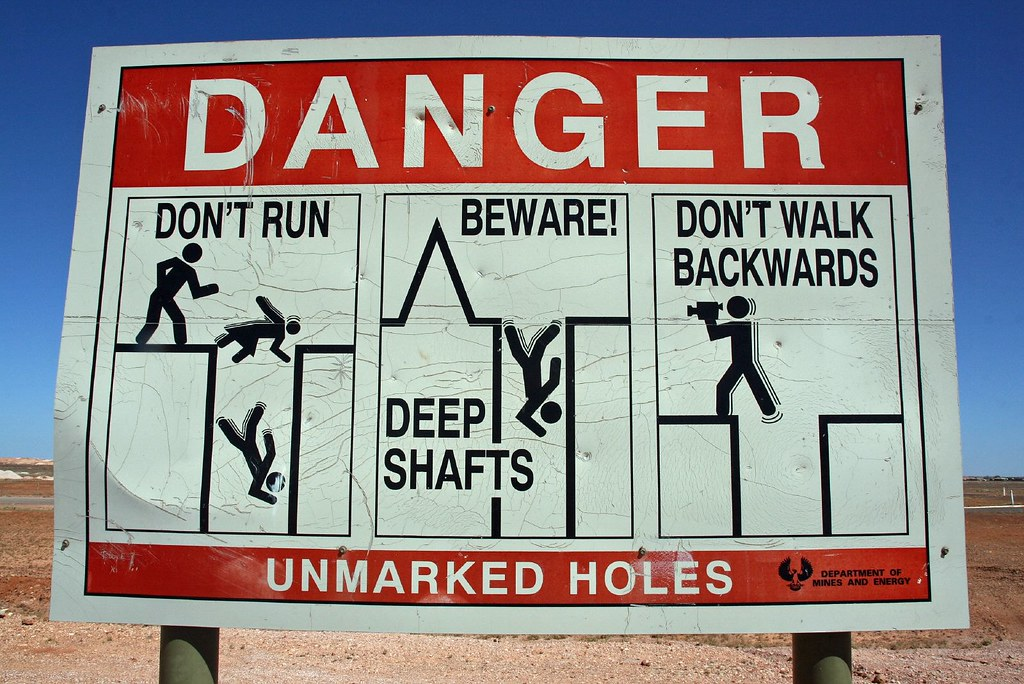 DANGER
DON'T RUN
BEWARE!
DEEP
SHAFTS
DON'T WALK
BACKWARDS
UNMARKED HOLES
DEPARTMENT OF
MINES AND ENERGY